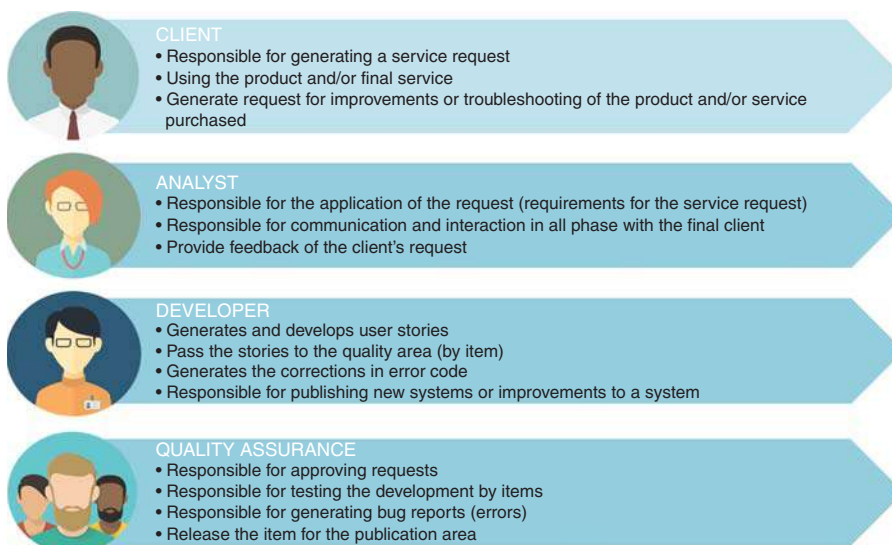 CLIENT
• Responsible for generating a service request
• Using the product and/or final service
• Generate request for improvements or troubleshooting of the product and/or service
purchased
ANALYST
• Responsible for the application of the request (requirements for the service request)
• Responsible for communication and interaction in all phase with the final client
• Provide feedback of the client's request
DEVELOPER
• Generates and develops user stories
• Pass the stories to the quality area (by item)
• Generates the corrections in error code
• Responsible for publishing new systems or improvements to a system
QUALITY ASSURANCE
• Responsible for approving requests
• Responsible for testing the development by items
• Responsible for generating bug reports (errors)
• Release the item for the publication area